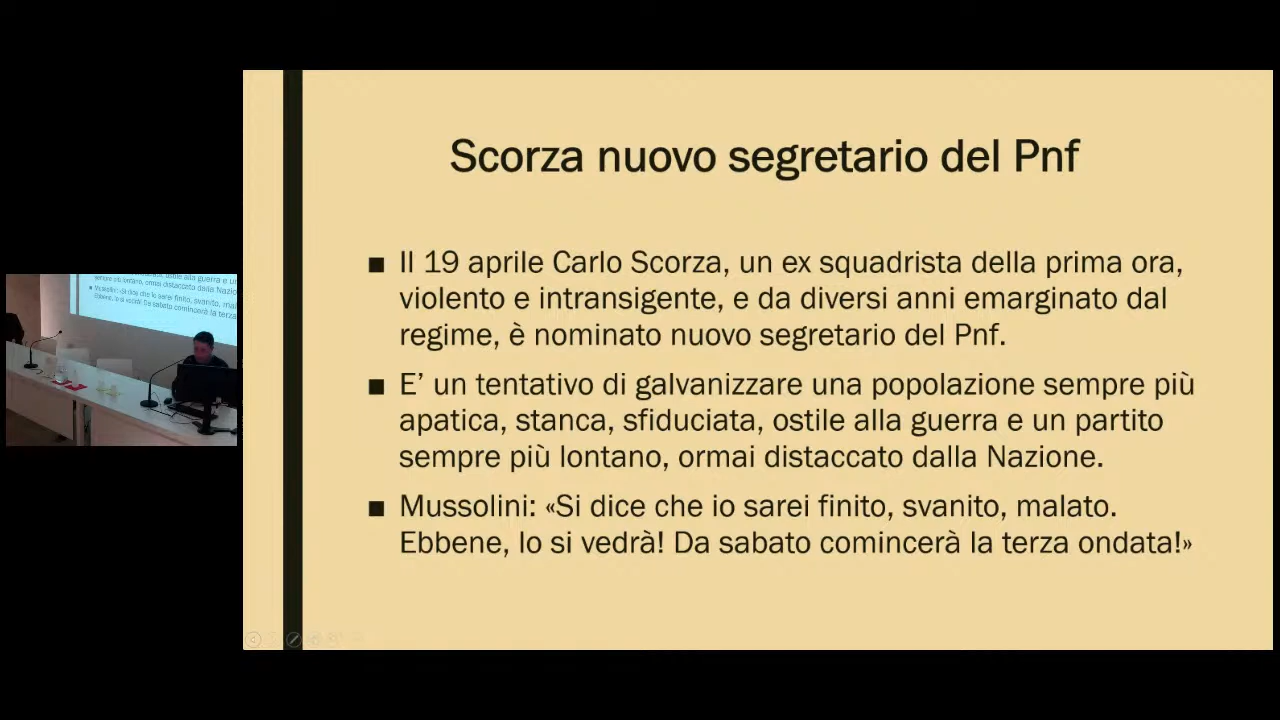 Scorza nuovo segretario del Pnf
■ Il 19 aprile Carlo Scorza, un ex squadrista della prima ora,
violento e intransigente, e da diversi anni emarginato dal
regime, è nominato nuovo segretario del Pnf.
■ E’ un tentativo di galvanizzare una popolazione sempre più
apatica, stanca, sfiduciata, ostile alla guerra e un partito
sempre più lontano, ormai distaccato dalla Nazione.
■ Mussolini: «Si dice che io sarei finito, svanito, malato.
Ebbene, lo si vedrà! Da sabato comincerà la terza ondata!»